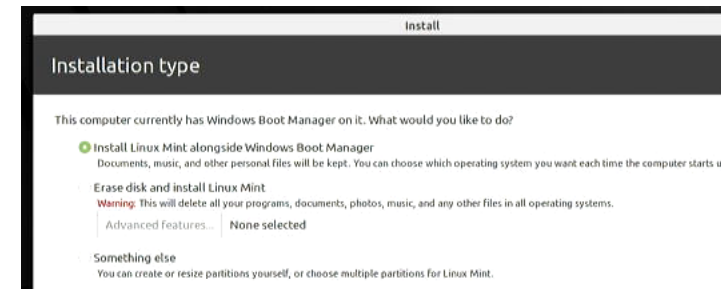 Install
Installation type
This computer currently has Windows Boot Manager on it. What would you like to do?
Install Linux Mint alongside Windows Boot Manager
Documents, music, and other personal files will be kept. You can choose which operating system you want each time the computer starts u
Erase disk and install Linux Mint
Warning: This will delete all your programs, documents, photos, music, and any other files in all operating systems.
Advanced features... None selected
Something else
You can create or resize partitions yourself, or choose multiple partitions for Linux Mint.